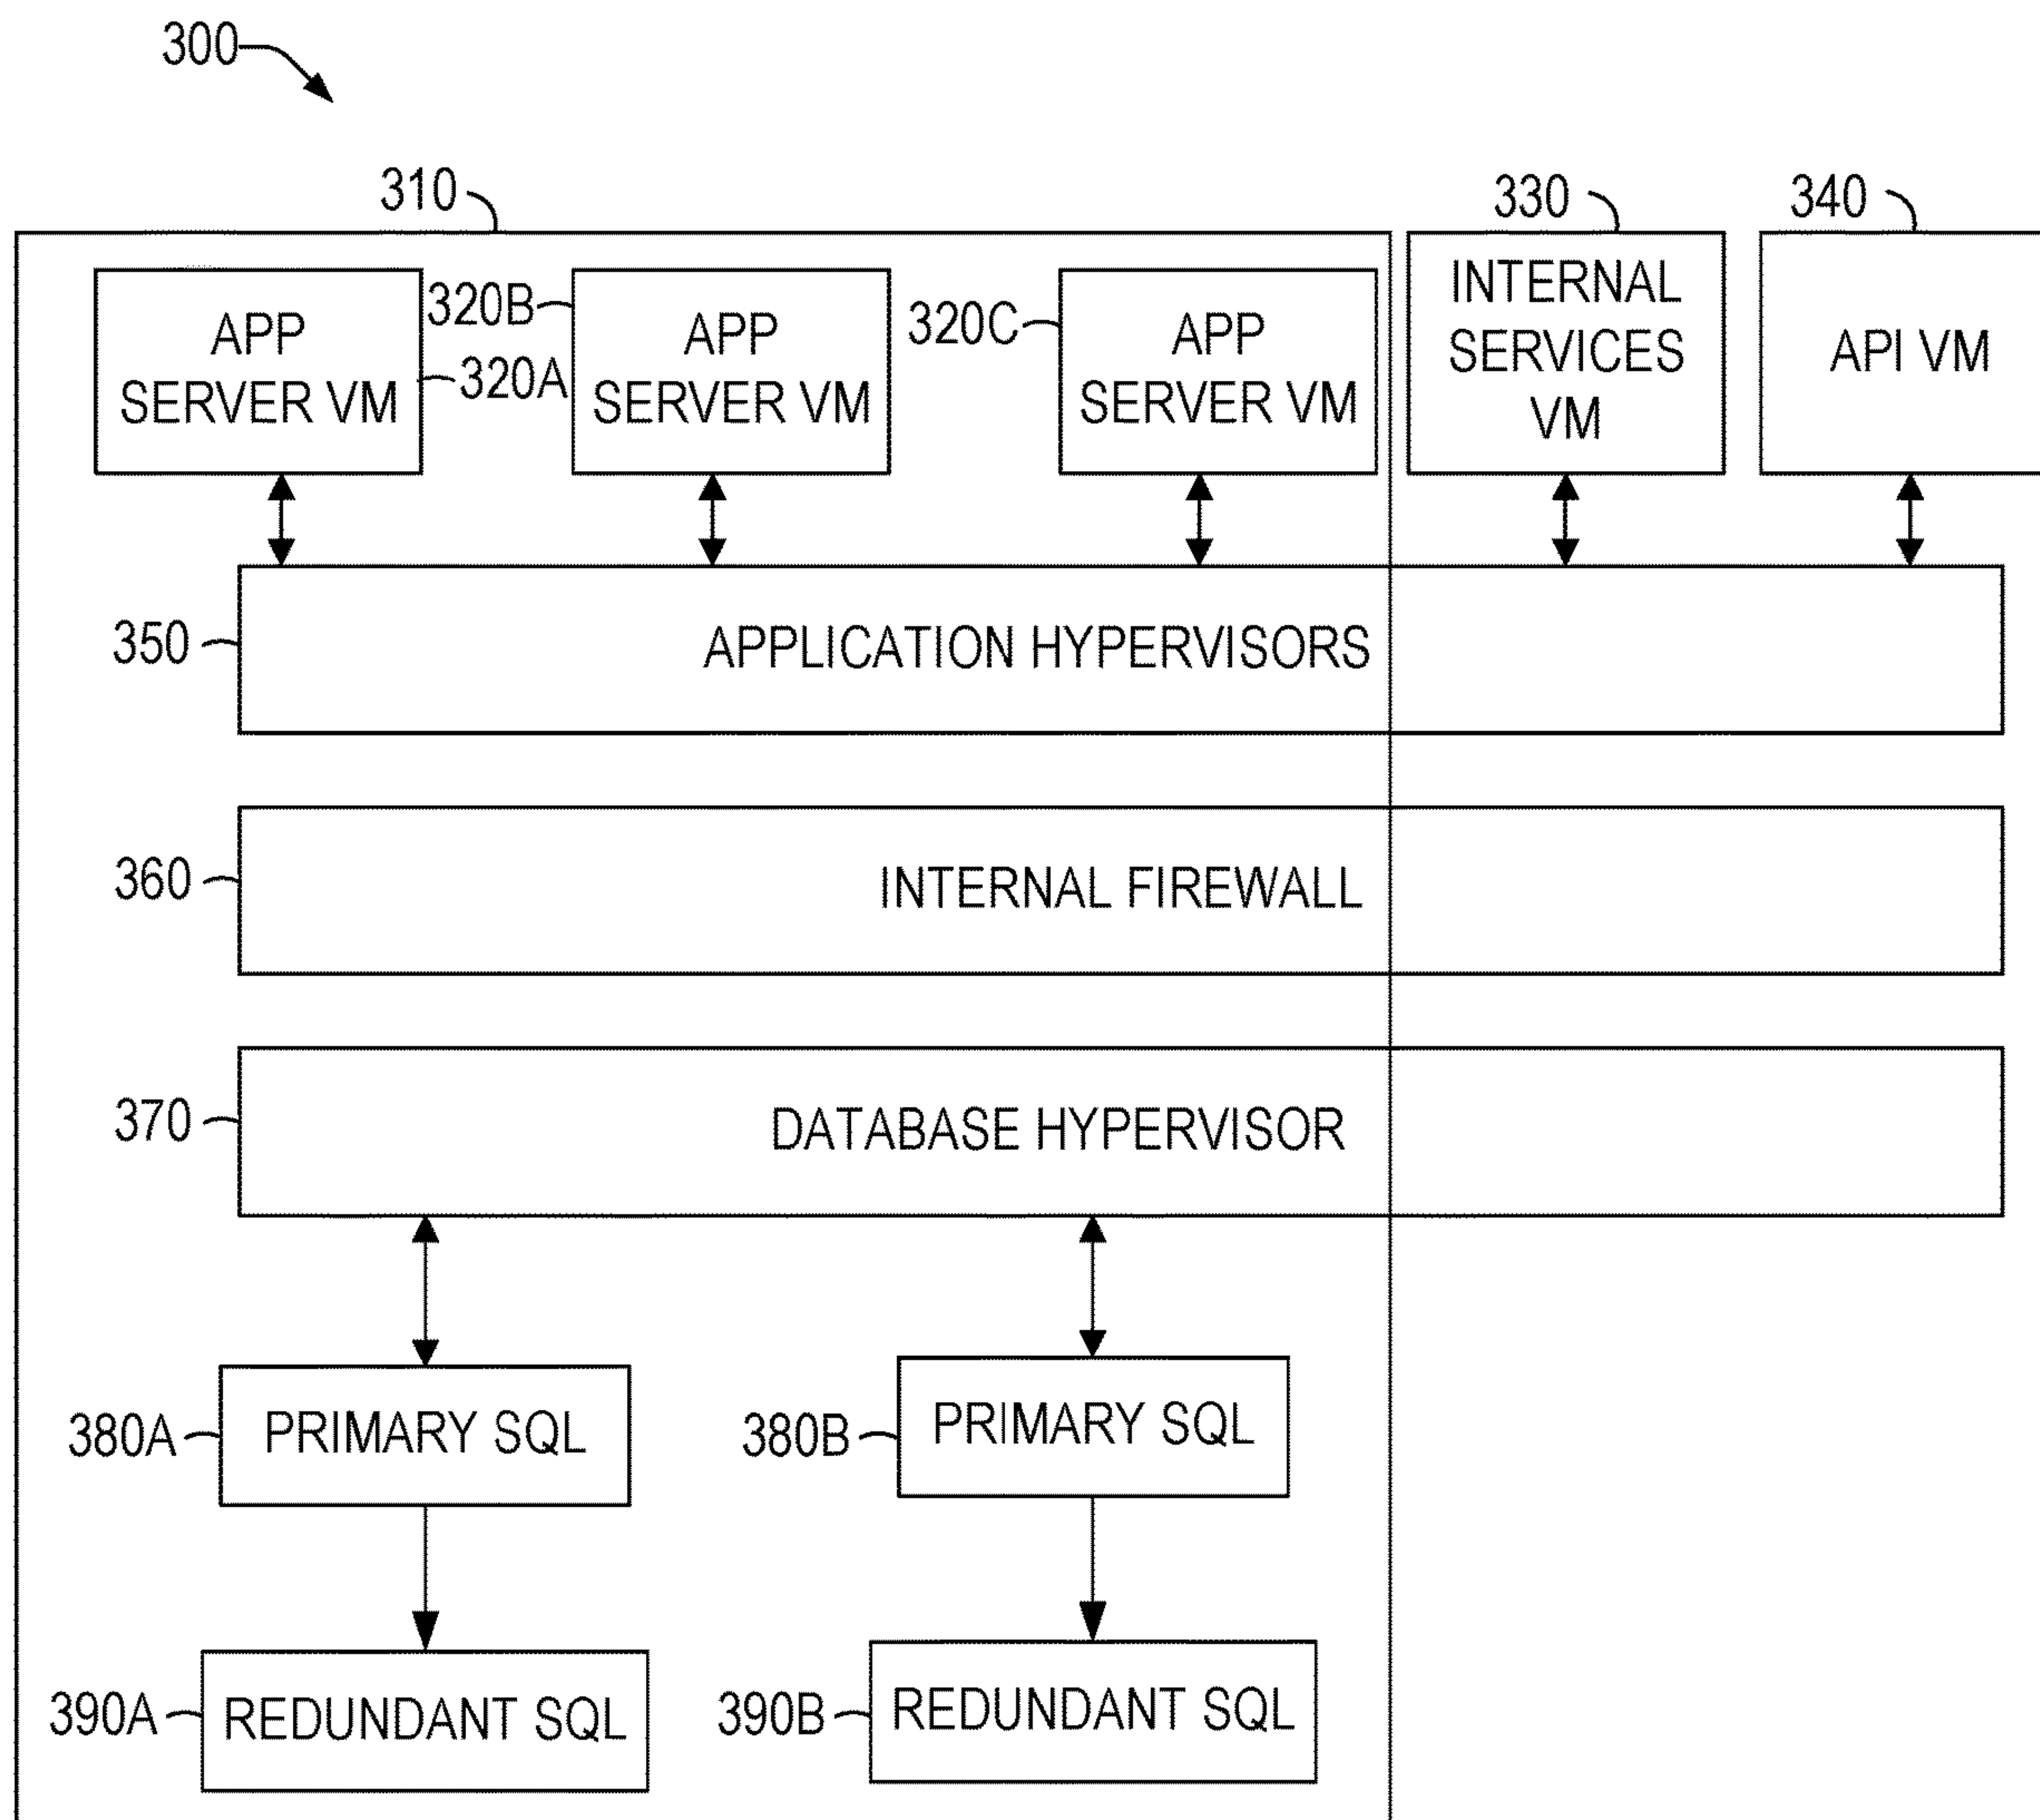 300
310
330
340
APP
SERVER VM
320A
320B
APP
SERVER VM
320C
APP
SERVER VM
INTERNAL
SERVICES
VM
API VM
350
APPLICATION HYPERVISORS
360
INTERNAL FIREWALL
370
DATABASE HYPERVISOR
380A
PRIMARY SQL
380B
PRIMARY SQL
390A
REDUNDANT SQL
390B
REDUNDANT SQL